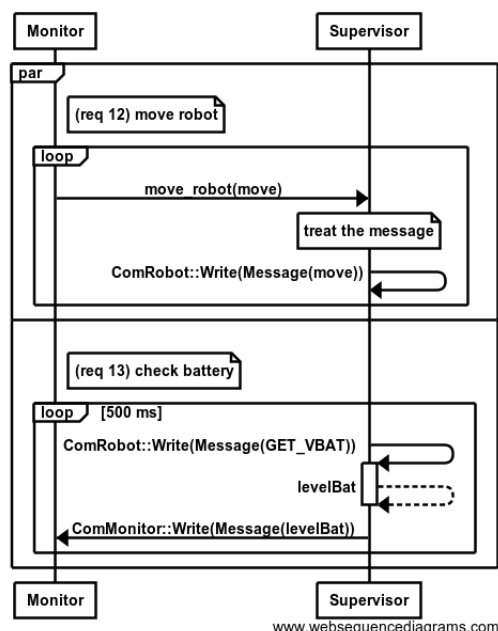 Monitor
Supervisor
par
(req 12) move robot
loop
move_robot(move)
treat the message
ComRobot::Write(Message(move))
(req 13) check battery
loop
[500 ms]
ComRobot::Write(Message(GET_VBAT))
levelBat
ComMonitor::Write(Message(levelBat))
Monitor
Supervisor
www.websequencediagrams.com